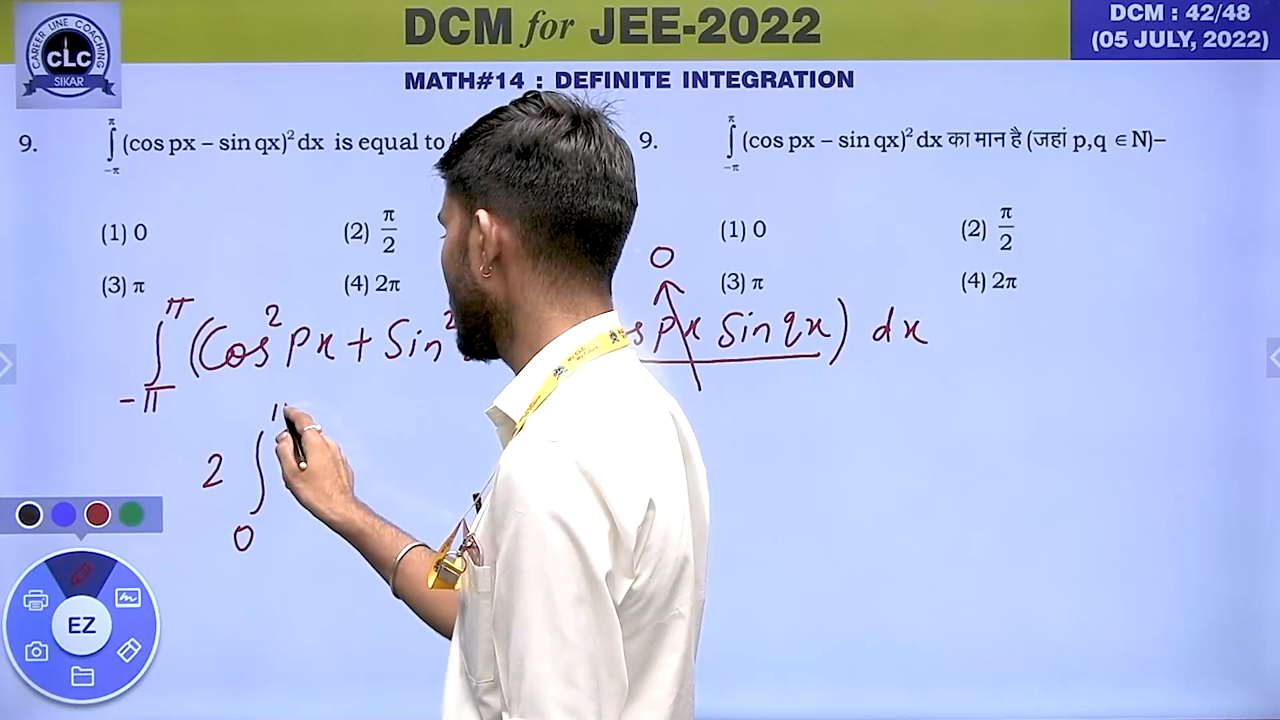 DCM for JEE-2022
DCM : 42/48
(05 JULY, 2022)
CAREER LINE COACHING
CLC
SIKAR
MATH#14 : DEFINITE INTEGRATION
9. ∫_{-π}^{π} (cos px – sin qx)² dx is equal to
(1) 0
(2) π/2
(3) π
(4) 2π
9. ∫_{-π}^{π} (cos px – sin qx)² dx का मान है (जहां p,q ∈ N)–
(1) 0
(2) π/2
(3) π
(4) 2π
0
∫_{-π}^{π} (Cos² Px + Sin² s px Sin qx) dx
2 ∫_0
EZ